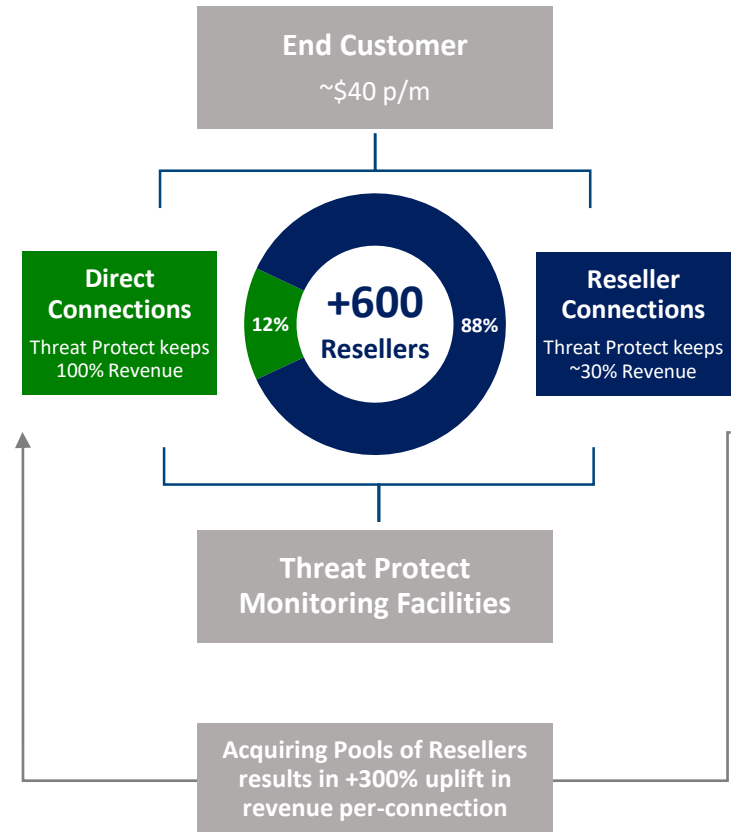 End Customer
~$40 p/m
Direct
Connections
Threat Protect keeps
100% Revenue
12%
+600
Resellers
88%
Reseller
Connections
Threat Protect keeps
~30% Revenue
Threat Protect
Monitoring Facilities
Acquiring Pools of Resellers
results in +300% uplift in
revenue per-connection